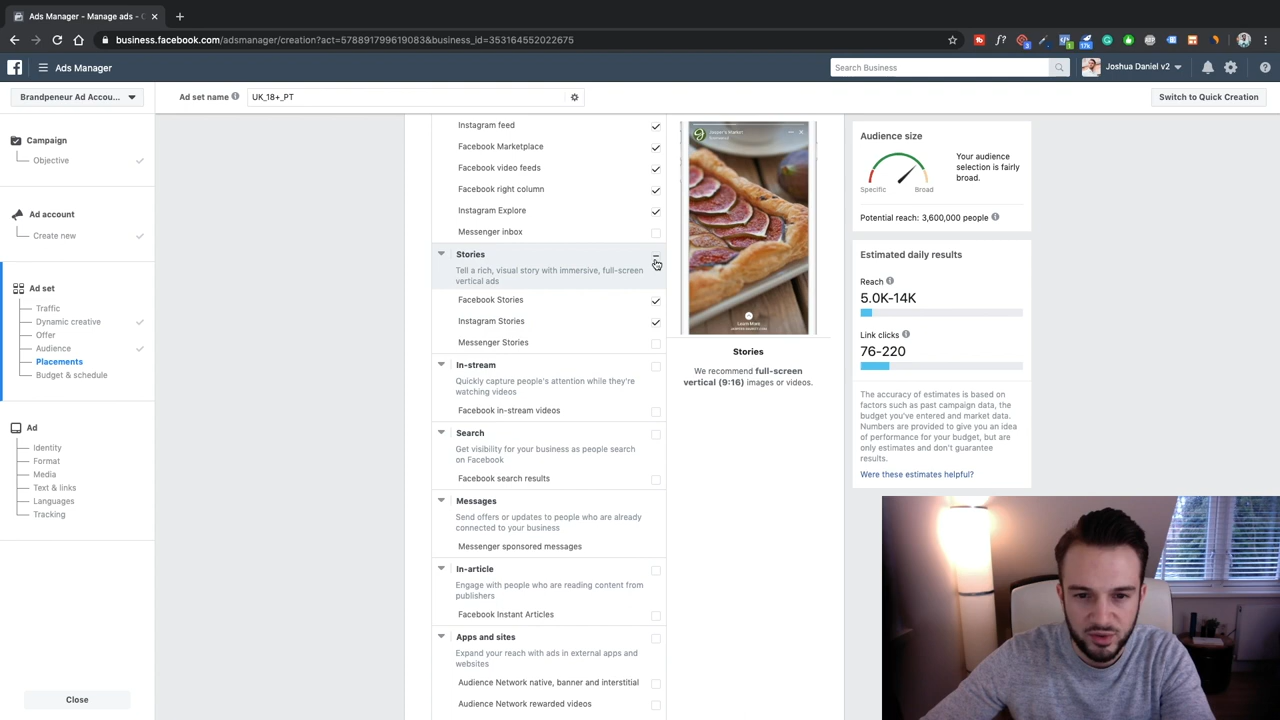 Ads Manager - Manage ads - C
business.facebook.com/adsmanager/creation?act=578891799619083&business_id=353164552022675
Ads Manager
Search Business
Joshua Daniel v2
Brandpeneur Ad Accou...
Ad set name
UK_18+_PT
Switch to Quick Creation
Campaign
Objective
Ad account
Create new
Ad set
Traffic
Dynamic creative
Offer
Audience
Placements
Budget & schedule
Ad
Identity
Format
Media
Text & links
Languages
Tracking
Close
Instagram feed
Facebook Marketplace
Facebook video feeds
Facebook right column
Instagram Explore
Messenger inbox
Stories
Tell a rich, visual story with immersive, full-screen
vertical ads
Facebook Stories
Instagram Stories
Messenger Stories
In-stream
Quickly capture people's attention while they're
watching videos
Facebook in-stream videos
Search
Get visibility for your business as people search
on Facebook
Facebook search results
Messages
Send offers or updates to people who are already
connected to your business
Messenger sponsored messages
In-article
Engage with people who are reading content from
publishers
Facebook Instant Articles
Apps and sites
Expand your reach with ads in external apps and
websites
Audience Network native, banner and interstitial
Audience Network rewarded videos
Jasper's Market
Learn More
Stories
We recommend full-screen
vertical (9:16) images or videos.
Audience size
Your audience
selection is fairly
broad.
Specific
Broad
Potential reach: 3,600,000 people
Estimated daily results
Reach
5.0K-14K
Link clicks
76-220
The accuracy of estimates is based on
factors such as past campaign data, the
budget you've entered and market data.
Numbers are provided to give you an idea
of performance for your budget, but are
only estimates and don't guarantee
results.
Were these estimates helpful?